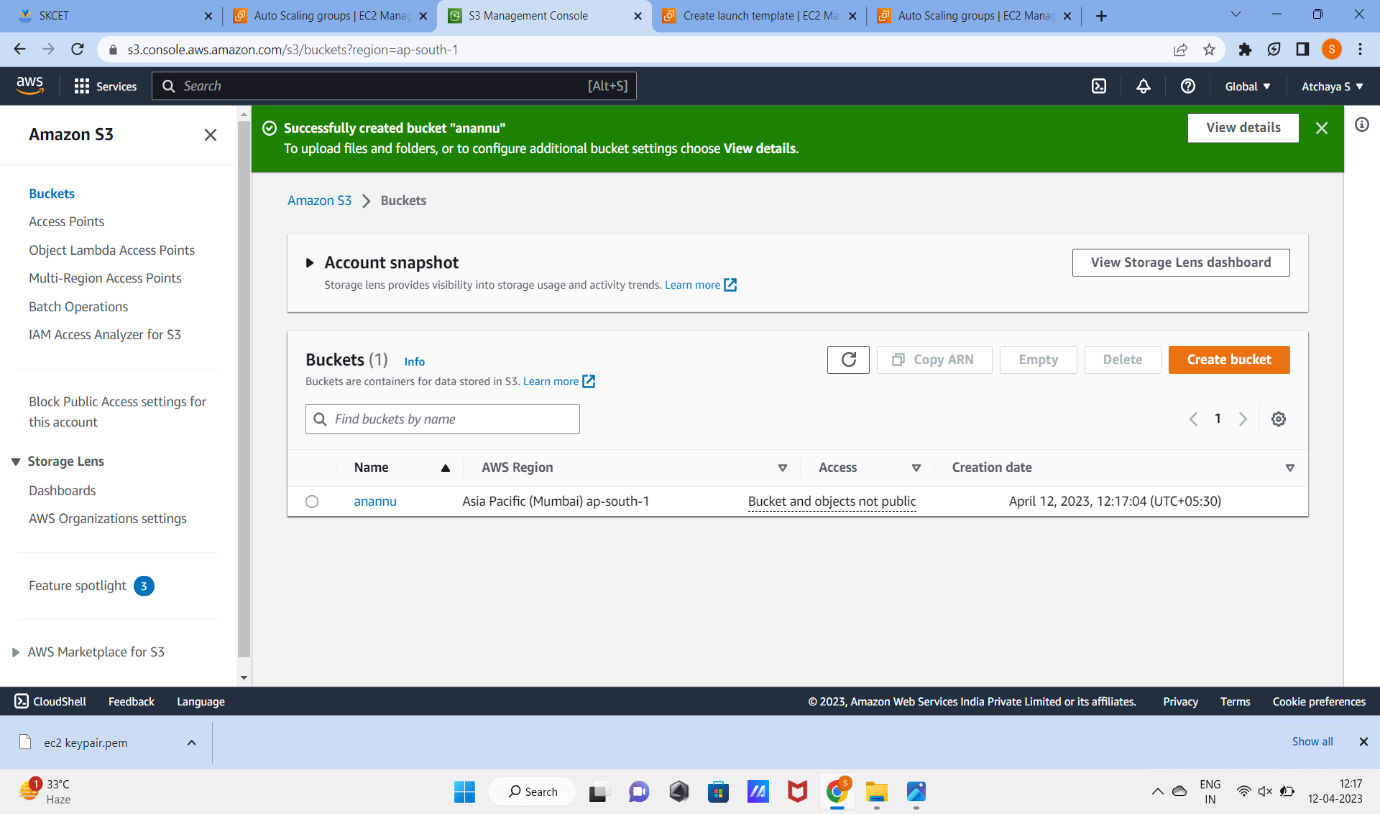 SKCET
Auto Scaling groups | EC2 Manag
S3 Management Console
Create launch template | EC2 Ma
Auto Scaling groups | EC2 Manag
s3.console.aws.amazon.com/s3/buckets?region=ap-south-1
S
aws
Services
Search
[Alt+S]
Global
Atchaya S
Amazon S3
Buckets
Access Points
Object Lambda Access Points
Multi-Region Access Points
Batch Operations
IAM Access Analyzer for S3
Block Public Access settings for
this account
Storage Lens
Dashboards
AWS Organizations settings
Feature spotlight 3
AWS Marketplace for S3
Successfully created bucket "anannu"
To upload files and folders, or to configure additional bucket settings choose View details.
View details
Amazon S3 > Buckets
Account snapshot
Storage lens provides visibility into storage usage and activity trends. Learn more
View Storage Lens dashboard
Buckets (1) Info
Buckets are containers for data stored in S3. Learn more
Copy ARN
Empty
Delete
Create bucket
Find buckets by name
1
Name AWS Region Access Creation date
anannu Asia Pacific (Mumbai) ap-south-1 Bucket and objects not public April 12, 2023, 12:17:04 (UTC+05:30)
CloudShell Feedback Language
© 2023, Amazon Web Services India Private Limited or its affiliates. Privacy Terms Cookie preferences
ec2 keypair.pem
Show all
1
33°C
Haze
Search
S
ENG
IN
12:17
12-04-2023